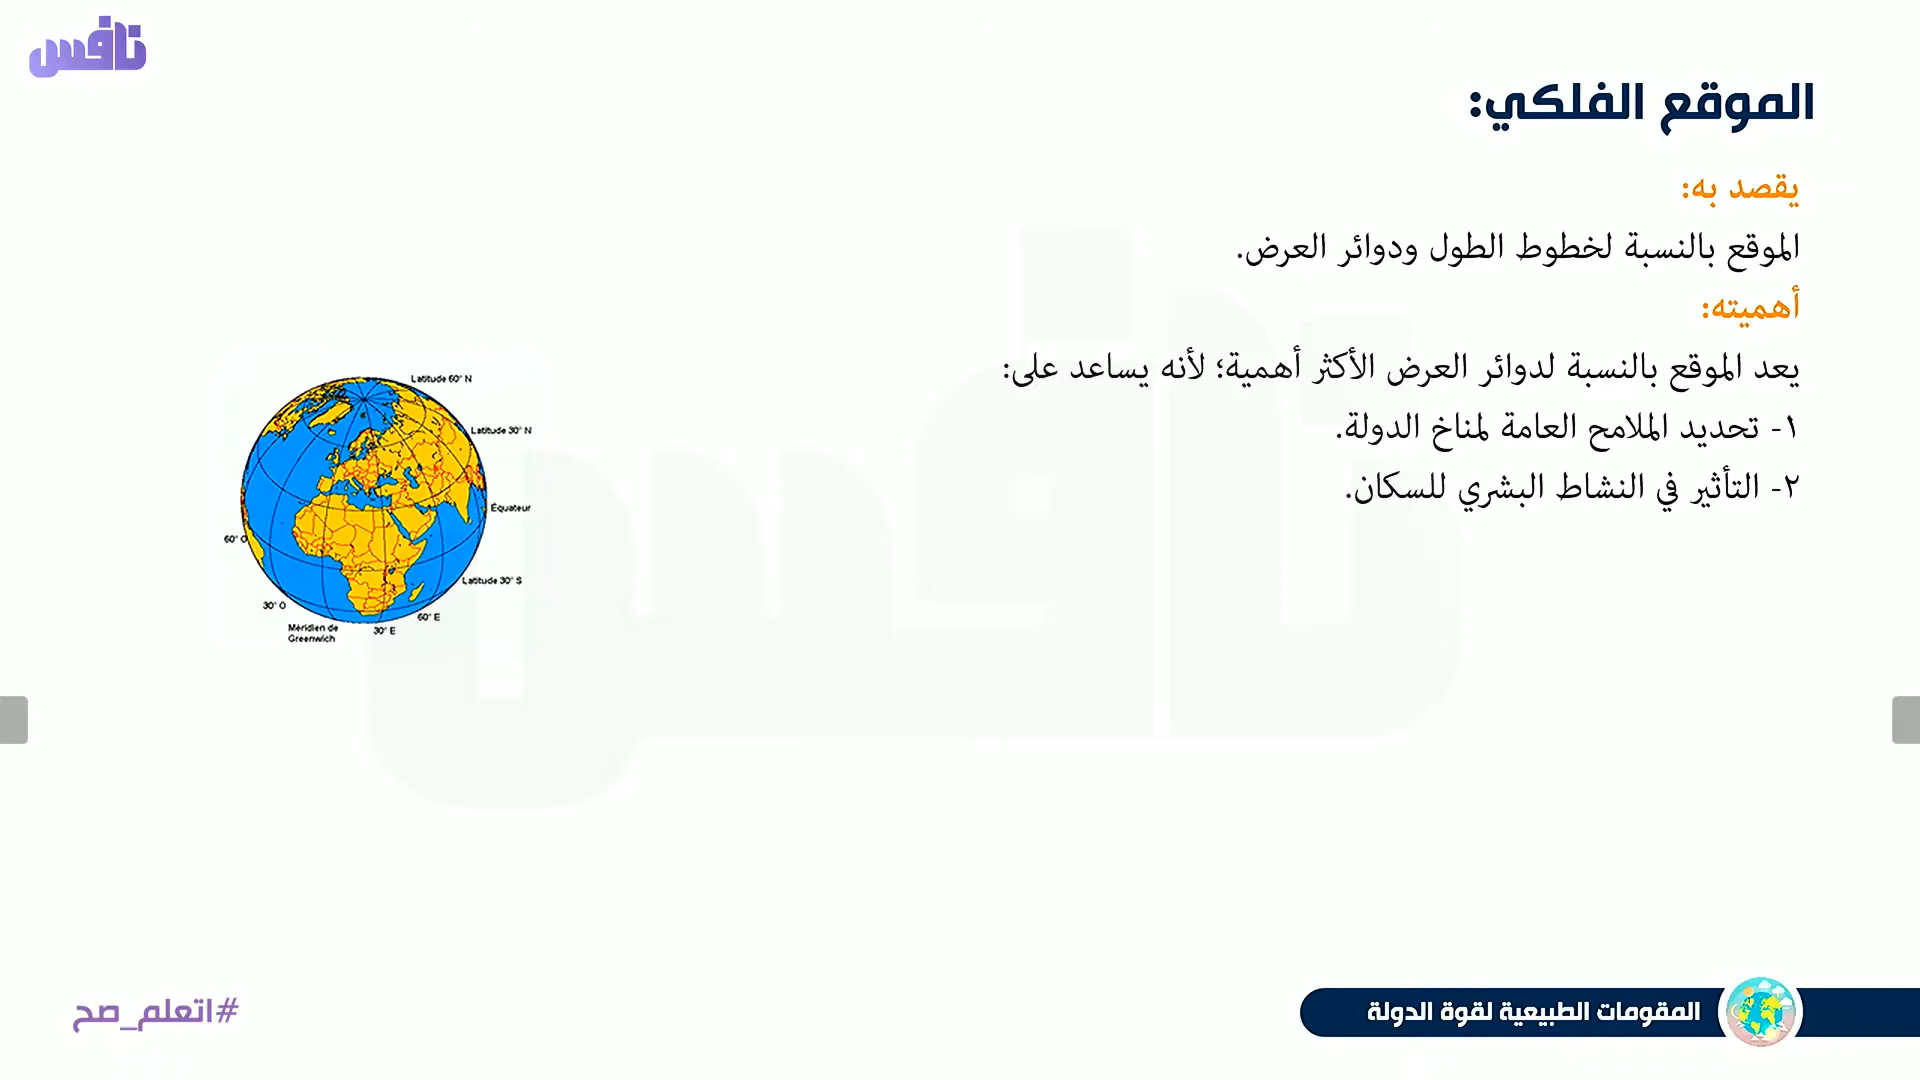 نافس
الموقع الفلكي:
يقصد به:
الموقع بالنسبة لخطوط الطول ودوائر العرض.
أهميته:
يعد الموقع بالنسبة لدوائر العرض الأكثر أهمية؛ لأنه يساعد على:
١- تحديد الملامح العامة لمناخ الدولة.
٢- التأثير في النشاط البشري للسكان.
Latitude 60° N
Latitude 30° N
Équateur
60° O
Latitude 30° S
30° O
60° E
Méridien de
Greenwich
30° E
المقومات الطبيعية لقوة الدولة
#اتعلم_صح